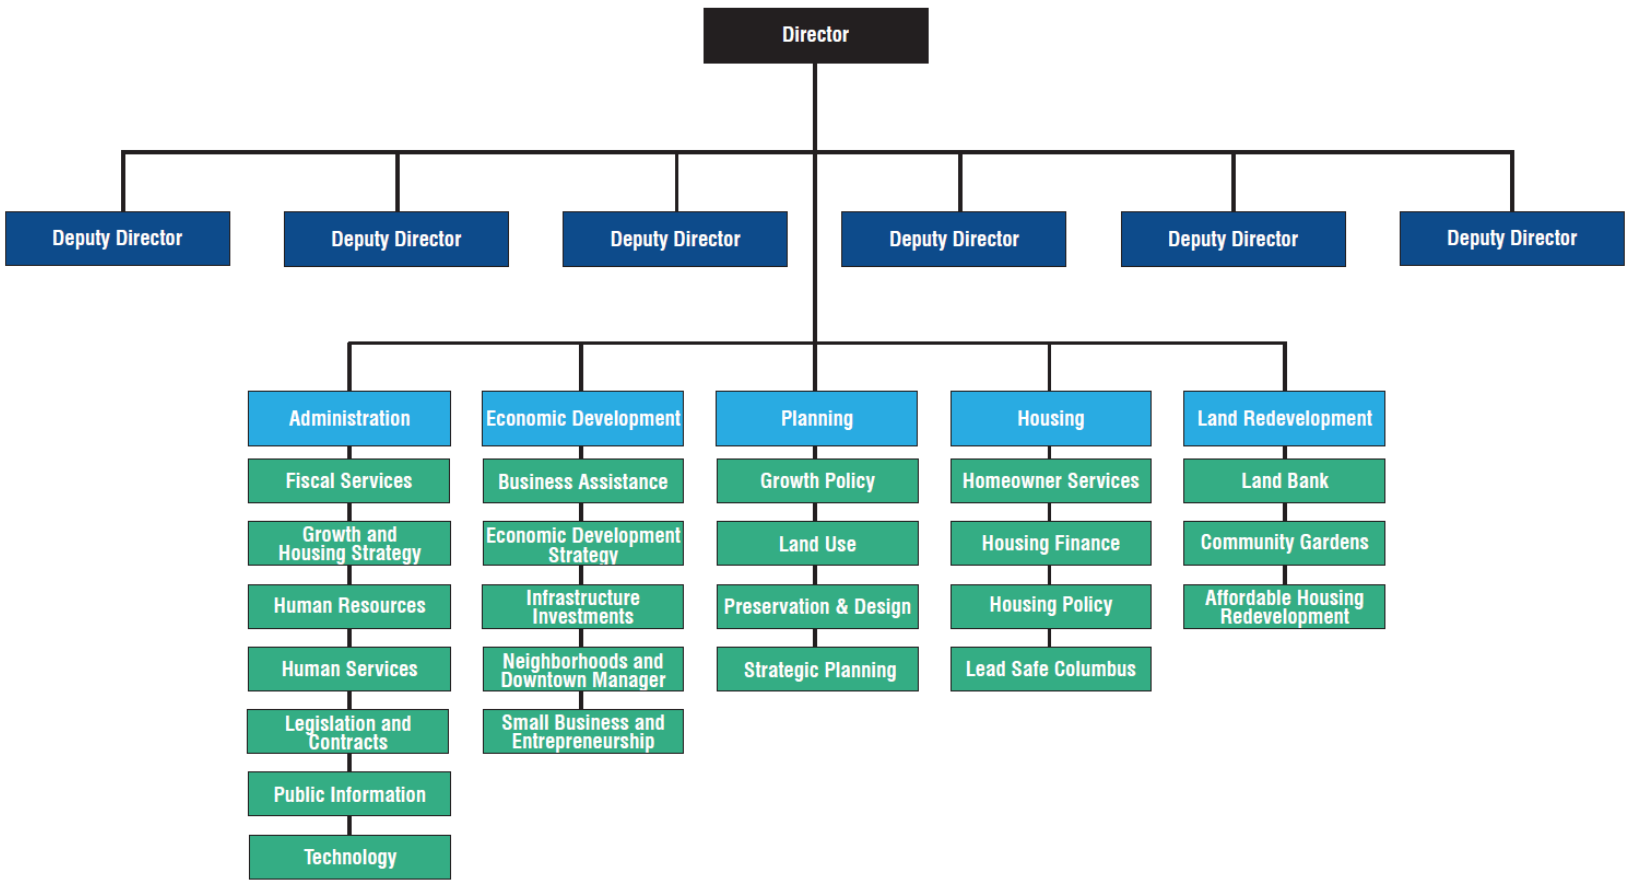 Director
Deputy Director
Deputy Director
Deputy Director
Deputy Director
Deputy Director
Deputy Director
Administration
Fiscal Services
Growth and
Housing Strategy
Human Resources
Human Services
Legislation and
Contracts
Public Information
Technology
Economic Development
Business Assistance
Economic Development
Strategy
Infrastructure
Investments
Neighborhoods and
Downtown Manager
Small Business and
Entrepreneurship
Planning
Growth Policy
Land Use
Preservation & Design
Strategic Planning
Housing
Homeowner Services
Housing Finance
Housing Policy
Lead Safe Columbus
Land Redevelopment
Land Bank
Community Gardens
Affordable Housing
Redevelopment